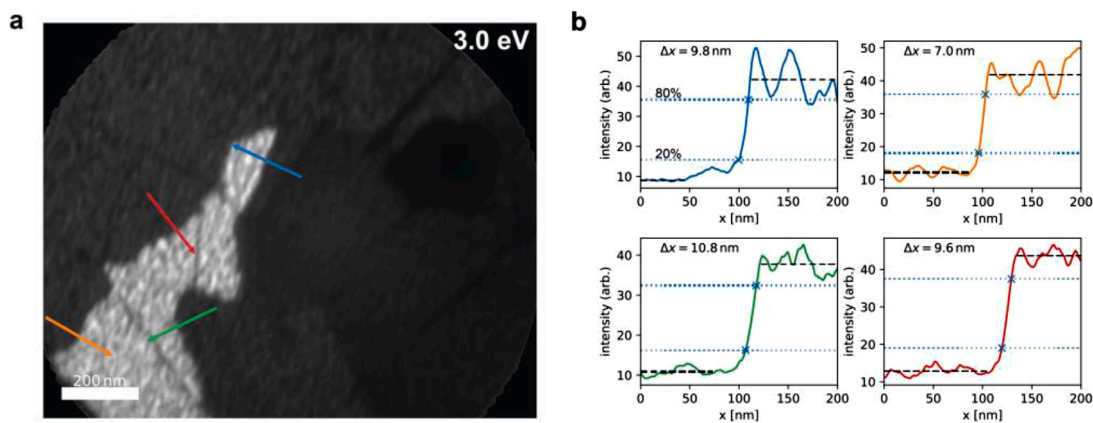 a
3.0 eV
200 nm
b
Δx = 9.8 nm
80%
20%
intensity (arb.)
50
40
30
20
10
0 50 100 150 200
x [nm]
Δx = 7.0 nm
intensity (arb.)
50
40
30
20
10
0 50 100 150 200
x [nm]
Δx = 10.8 nm
intensity (arb.)
40
30
20
10
0 50 100 150 200
x [nm]
Δx = 9.6 nm
intensity (arb.)
40
30
20
10
0 50 100 150 200
x [nm]